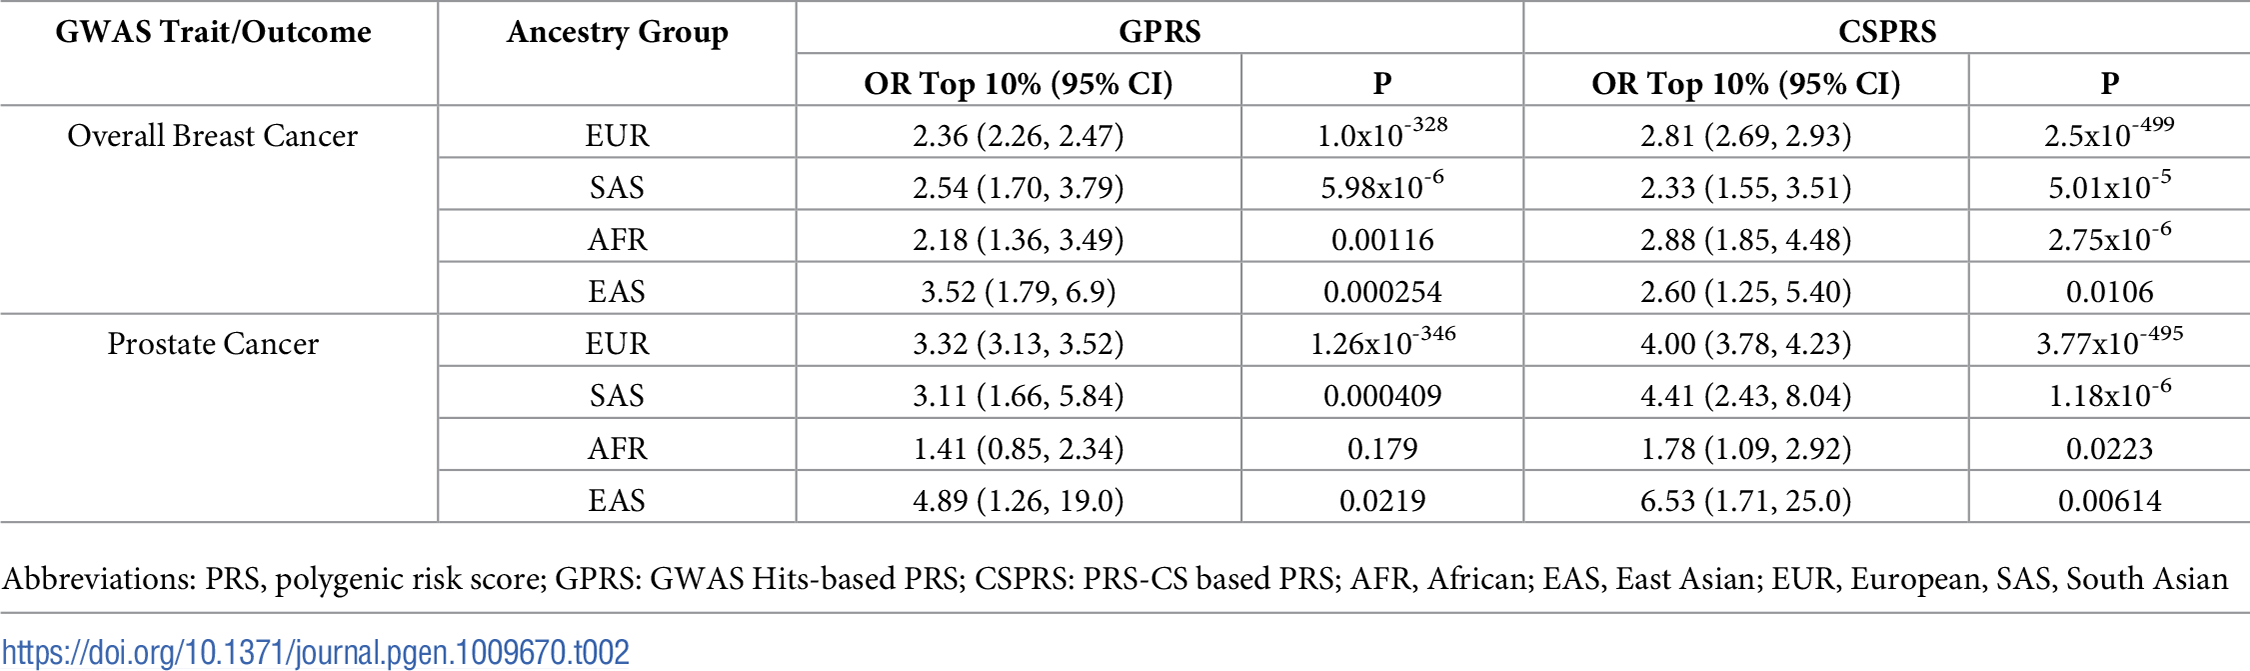 GWAS Trait/Outcome Ancestry Group GPRS CSPRS
OR Top 10% (95% CI) P OR Top 10% (95% CI) P
Overall Breast Cancer EUR 2.36 (2.26, 2.47) 1.0x10-328 2.81 (2.69, 2.93) 2.5x10-499
SAS 2.54 (1.70, 3.79) 5.98x10-6 2.33 (1.55, 3.51) 5.01x10-5
AFR 2.18 (1.36, 3.49) 0.00116 2.88 (1.85, 4.48) 2.75x10-6
EAS 3.52 (1.79, 6.9) 0.000254 2.60 (1.25, 5.40) 0.0106
Prostate Cancer EUR 3.32 (3.13, 3.52) 1.26x10-346 4.00 (3.78, 4.23) 3.77x10-495
SAS 3.11 (1.66, 5.84) 0.000409 4.41 (2.43, 8.04) 1.18x10-6
AFR 1.41 (0.85, 2.34) 0.179 1.78 (1.09, 2.92) 0.0223
EAS 4.89 (1.26, 19.0) 0.0219 6.53 (1.71, 25.0) 0.00614
Abbreviations: PRS, polygenic risk score; GPRS: GWAS Hits-based PRS; CSPRS: PRS-CS based PRS; AFR, African; EAS, East Asian; EUR, European, SAS, South Asian
https://doi.org/10.1371/journal.pgen.1009670.t002